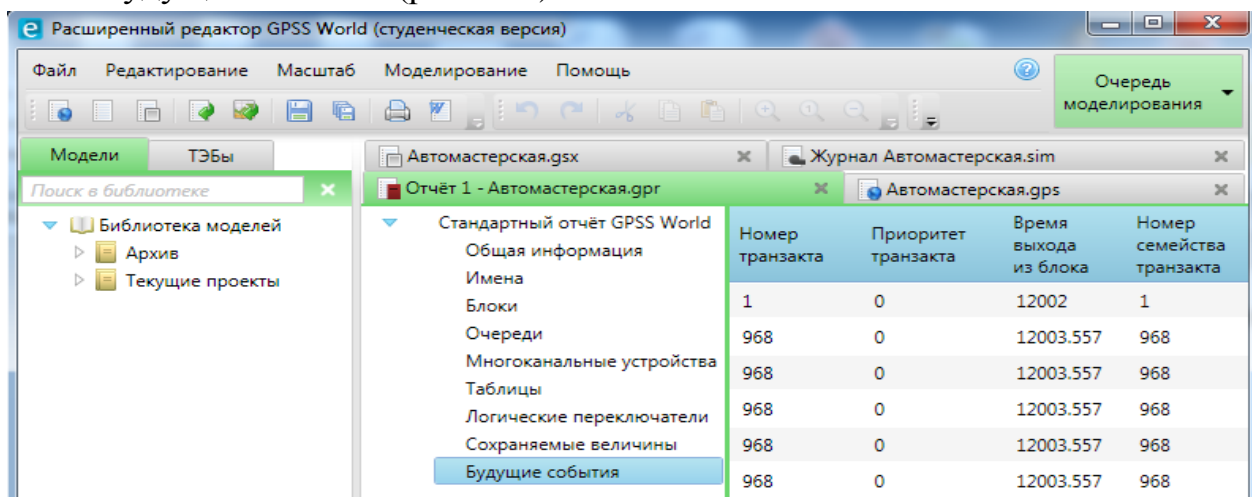 Расширенный редактор GPSS World (студенческая версия)
Файл Редактирование Масштаб Моделирование Помощь
Очередь
моделирования
Модели ТЭБы
Поиск в библиотеке
Библиотека моделей
Архив
Текущие проекты
Автомастерская.gsx Журнал Автомастерская.sim
Отчёт 1 - Автомастерская.gpr Автомастерская.gps
Стандартный отчёт GPSS World
Общая информация
Имена
Блоки
Очереди
Многоканальные устройства
Таблицы
Логические переключатели
Сохраняемые величины
Будущие события
Номер транзакта Приоритет транзакта Время выхода из блока Номер семейства транзакта
1 0 12002 1
968 0 12003.557 968
968 0 12003.557 968
968 0 12003.557 968
968 0 12003.557 968
968 0 12003.557 968